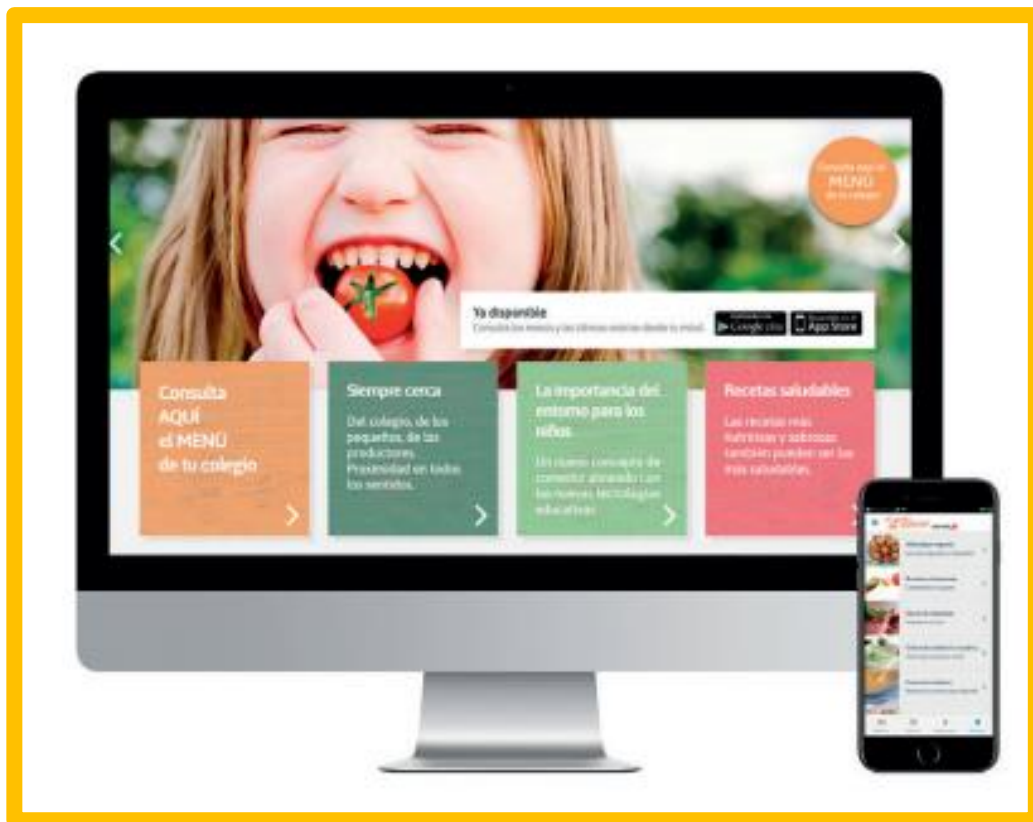 Consulta aquí el
MENÚ
de tu colegio
Ya disponible
Consulta los menús y las últimas noticias desde tu móvil.
Google play
App Store
Consulta
AQUÍ
el MENÚ
de tu colegio
Siempre cerca
Del colegio, de los
pequeños, de los
productores.
Proximidad en todos
los sentidos.
La importancia del
entorno para los
niños
Un nuevo concepto de
comedor alineado con
las nuevas tecnologías
educativas
Recetas saludables
Las recetas más
nutritivas y sabrosas
también pueden ser las
más saludables.